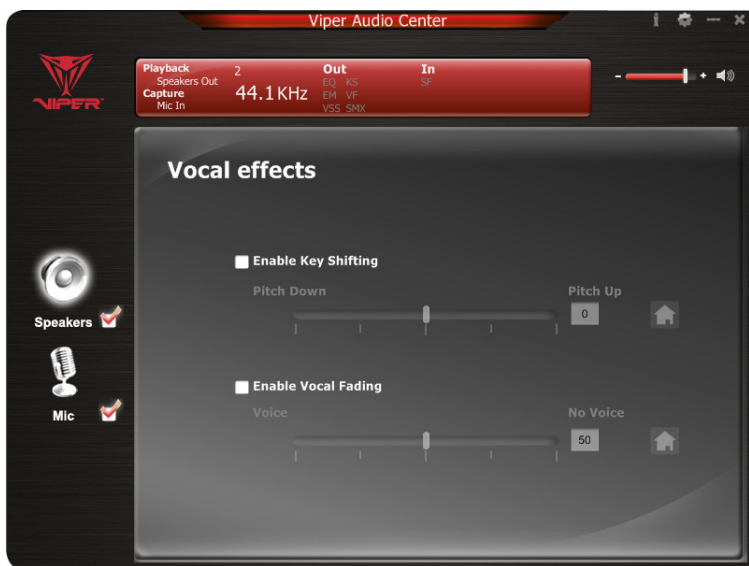 Viper Audio Center
VIPER
Playback 2 Out In
Speakers Out EQ KS SF
Capture 44.1 KHz EM VF
Mic In VSS SMX
- +
Vocal effects
Enable Key Shifting
Pitch Down Pitch Up
0
Speakers
Enable Vocal Fading
Mic
Voice No Voice
50